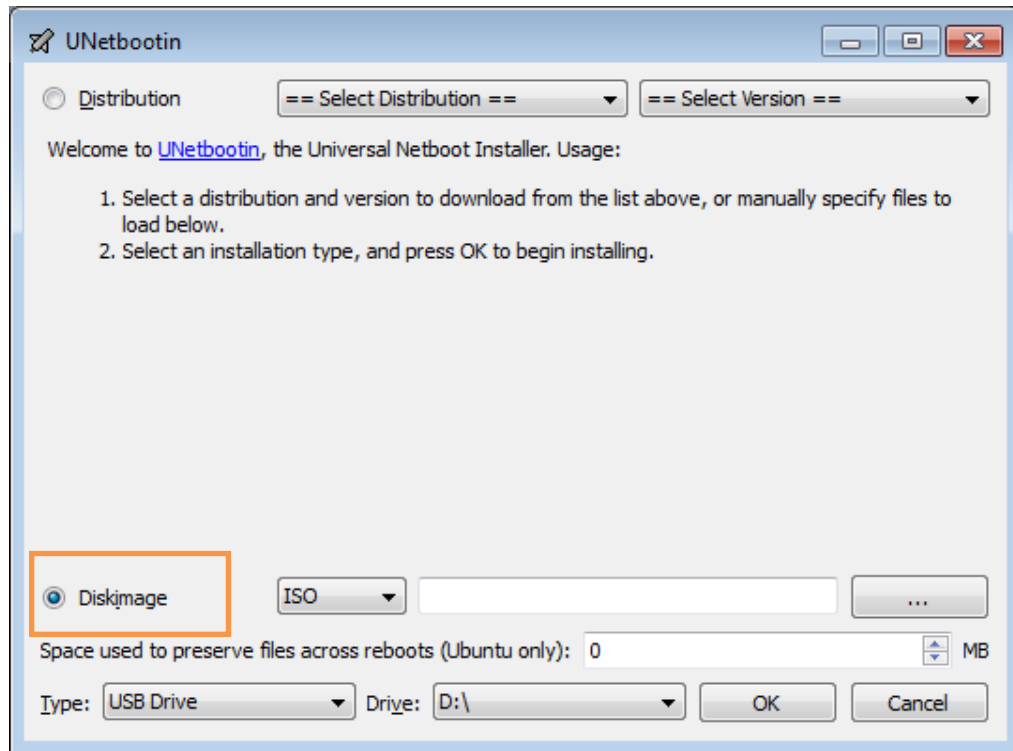 UNetbootin
Distribution == Select Distribution == == Select Version ==
Welcome to UNetbootin, the Universal Netboot Installer. Usage:
1. Select a distribution and version to download from the list above, or manually specify files to
load below.
2. Select an installation type, and press OK to begin installing.
Diskimage ISO ...
Space used to preserve files across reboots (Ubuntu only): 0 MB
Type: USB Drive Drive: D:\ OK Cancel